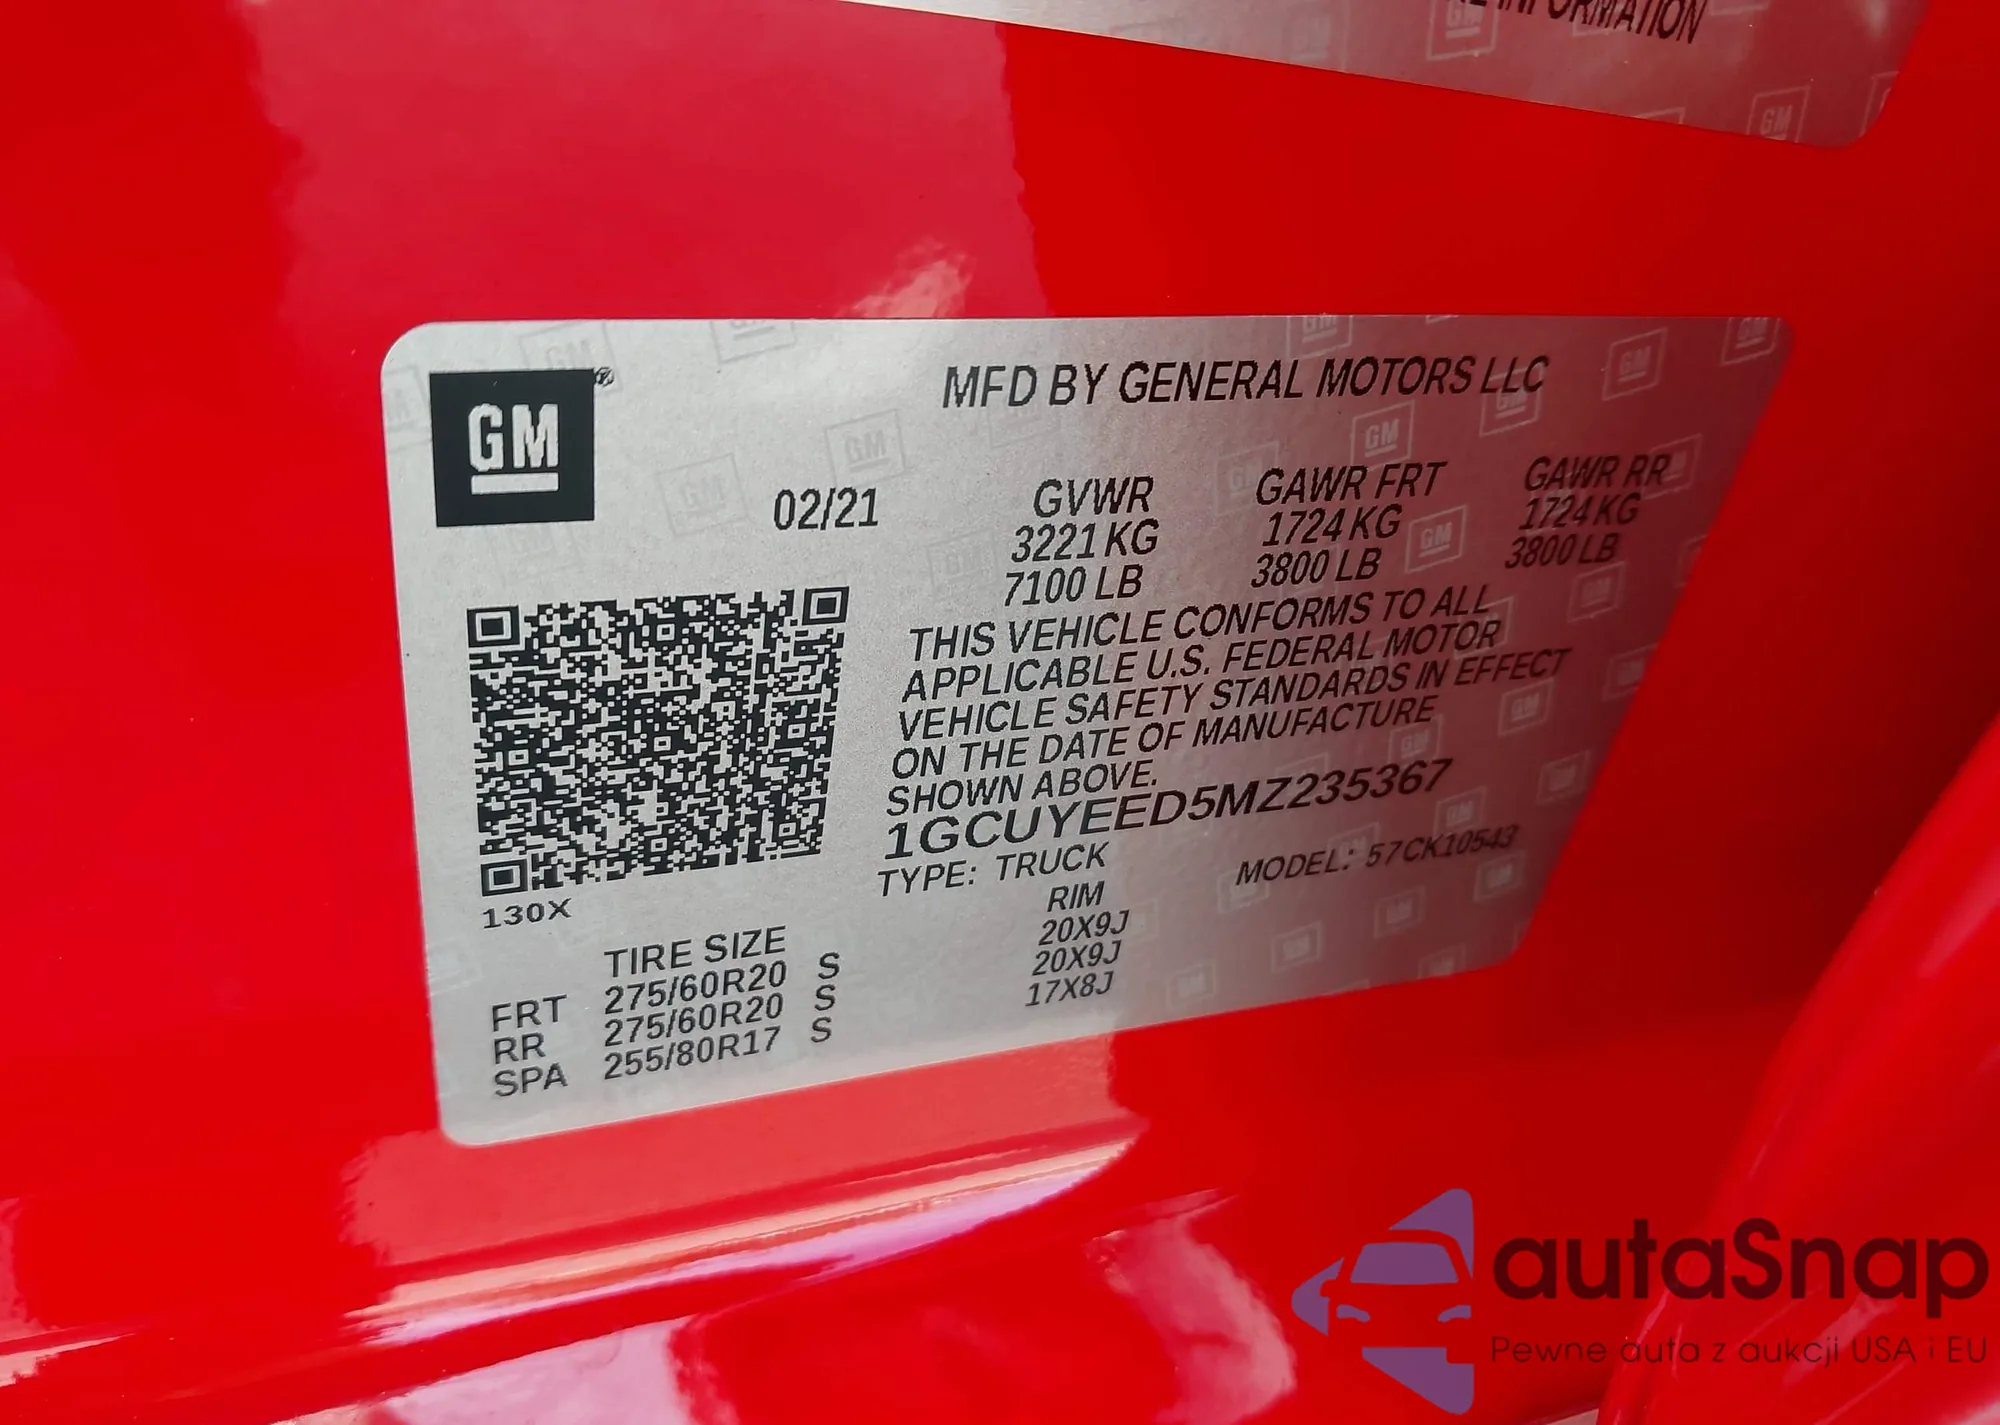 INFORMATION
GM®
MFD BY GENERAL MOTORS LLC
02/21
GVWR GAWR FRT GAWR RR
3221 KG 1724 KG 1724 KG
7100 LB 3800 LB 3800 LB
THIS VEHICLE CONFORMS TO ALL
APPLICABLE U.S. FEDERAL MOTOR
VEHICLE SAFETY STANDARDS IN EFFECT
ON THE DATE OF MANUFACTURE
SHOWN ABOVE.
1GCUYEED5MZ235367
TYPE: TRUCK MODEL: 57CK10543
130X
TIRE SIZE RIM
FRT 275/60R20 S 20X9J
RR 275/60R20 S 20X9J
SPA 255/80R17 S 17X8J
autaSnap
Pewne auta z aukcji USA i EU